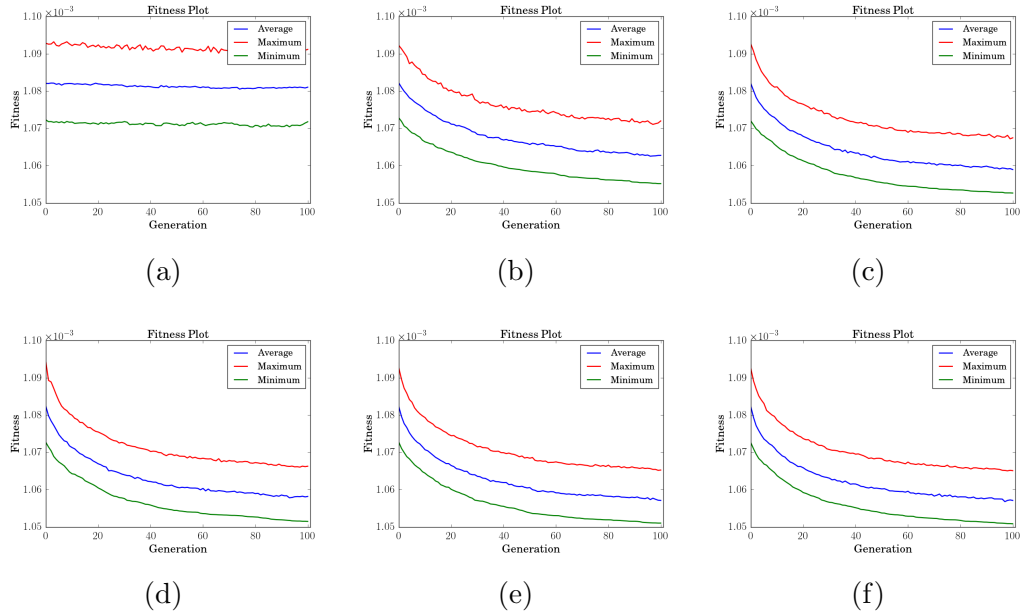 Fitness Plot
×10⁻³
1.10
1.09
1.08
1.07
1.06
1.05
Fitness
0 20 40 60 80 100
Generation
Average
Maximum
Minimum
(a)
Fitness Plot
×10⁻³
1.10
1.09
1.08
1.07
1.06
1.05
Fitness
0 20 40 60 80 100
Generation
Average
Maximum
Minimum
(b)
Fitness Plot
×10⁻³
1.10
1.09
1.08
1.07
1.06
1.05
Fitness
0 20 40 60 80 100
Generation
Average
Maximum
Minimum
(c)
Fitness Plot
×10⁻³
1.10
1.09
1.08
1.07
1.06
1.05
Fitness
0 20 40 60 80 100
Generation
Average
Maximum
Minimum
(d)
Fitness Plot
×10⁻³
1.10
1.09
1.08
1.07
1.06
1.05
Fitness
0 20 40 60 80 100
Generation
Average
Maximum
Minimum
(e)
Fitness Plot
×10⁻³
1.10
1.09
1.08
1.07
1.06
1.05
Fitness
0 20 40 60 80 100
Generation
Average
Maximum
Minimum
(f)